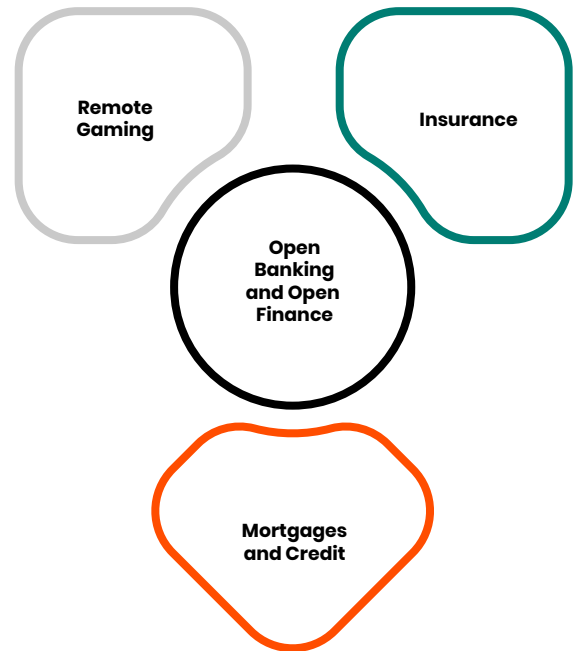 Remote
Gaming
Insurance
Open
Banking
and Open
Finance
Mortgages
and Credit